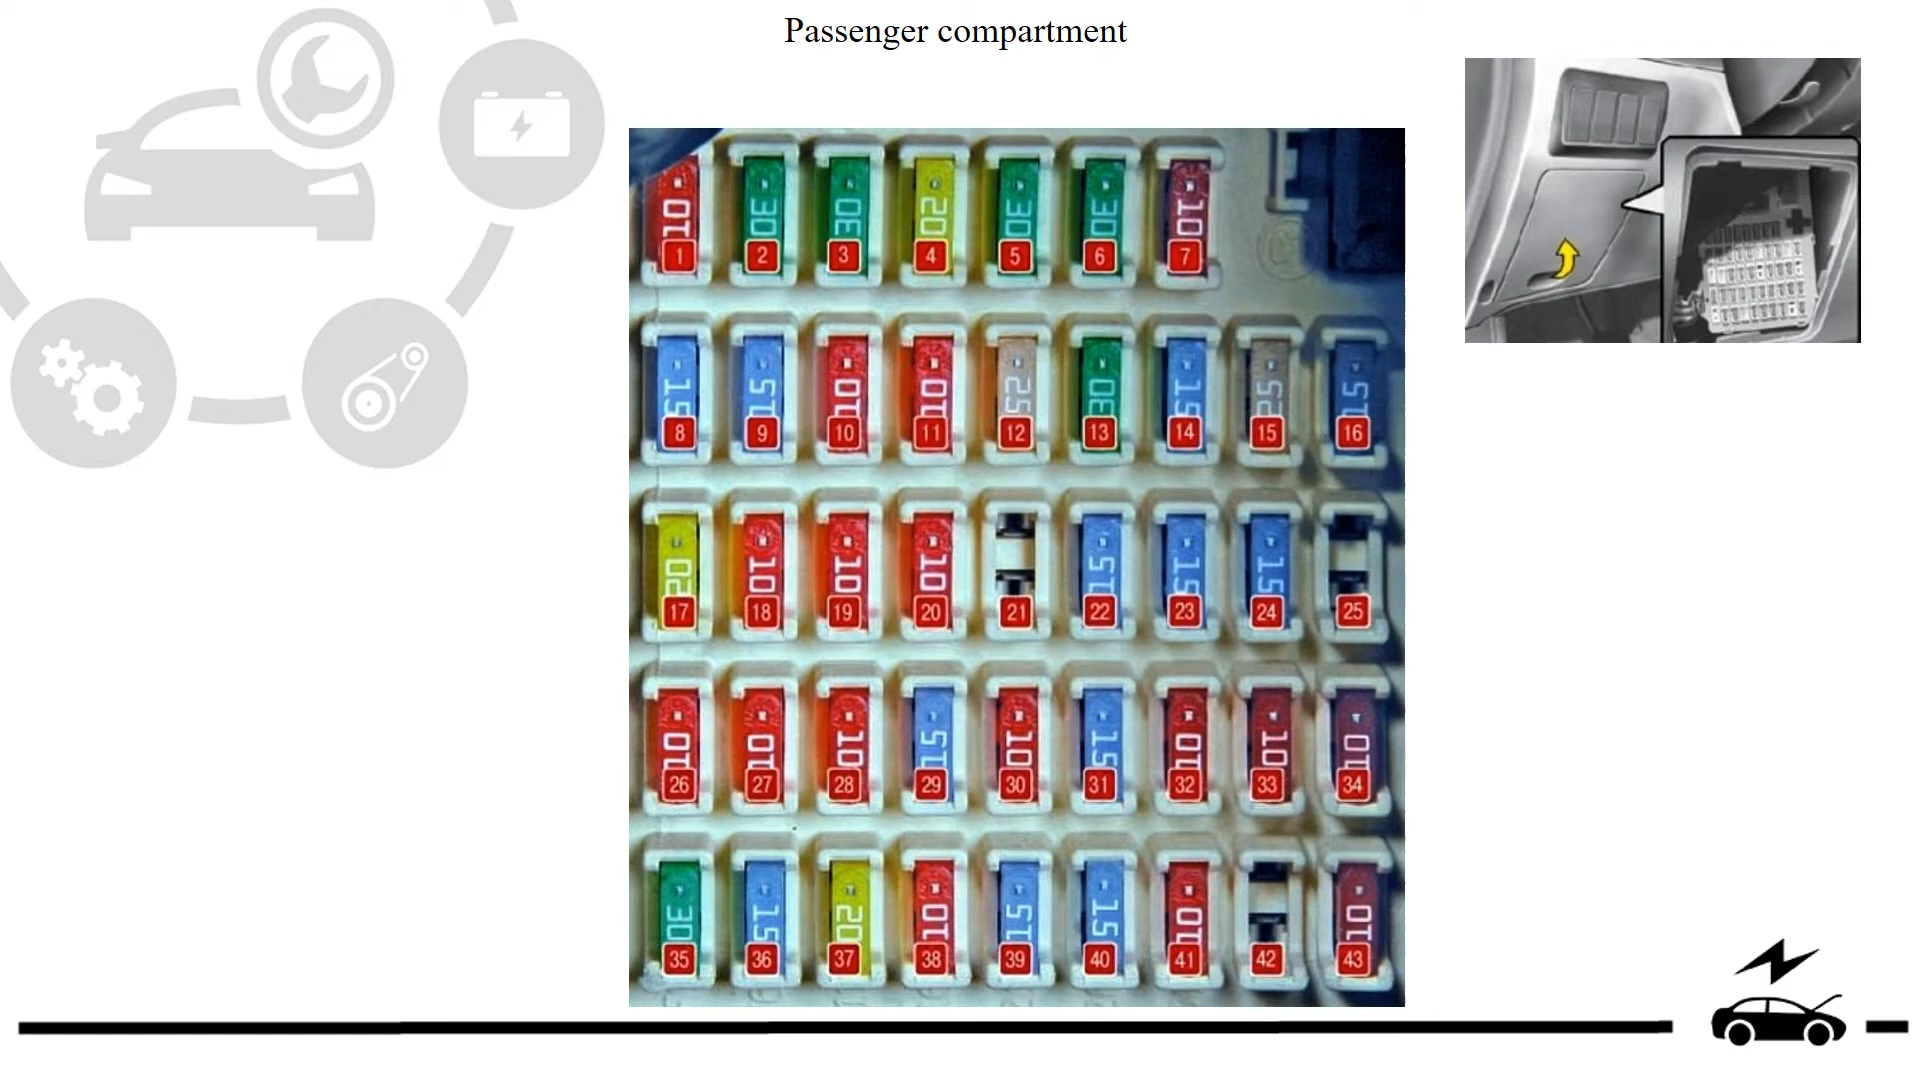 Passenger compartment
10 30 30 20 30 30 10
1 2 3 4 5 6 7
15 15 10 10 25 30 15 25 15
8 9 10 11 12 13 14 15 16
20 10 10 10 15 15 15
17 18 19 20 21 22 23 24 25
10 10 10 15 10 15 10 10 10
26 27 28 29 30 31 32 33 34
30 15 20 10 15 15 10 10
35 36 37 38 39 40 41 42 43